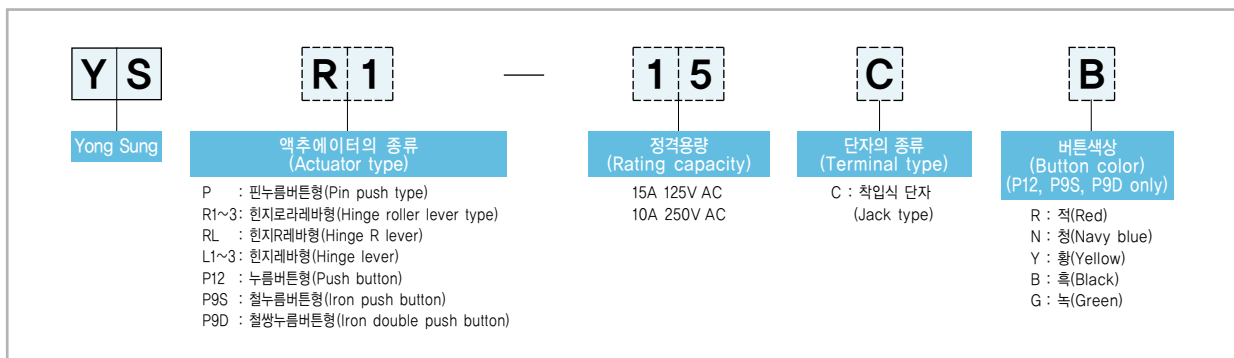 YS R1 — 15 C B
Yong Sung
액추에이터의 종류
(Actuator type)
P : 핀누름버튼형(Pin push type)
R1~3 : 힌지로라레바형(Hinge roller lever type)
RL : 힌지R레바형(Hinge R lever)
L1~3 : 힌지레바형(Hinge lever)
P12 : 누름버튼형(Push button)
P9S : 철누름버튼형(Iron push button)
P9D : 철쌍누름버튼형(Iron double push button)
정격용량
(Rating capacity)
15A 125V AC
10A 250V AC
단자의 종류
(Terminal type)
C : 착입식 단자
(Jack type)
버튼색상
(Button color)
(P12, P9S, P9D only)
R : 적(Red)
N : 청(Navy blue)
Y : 황(Yellow)
B : 흑(Black)
G : 녹(Green)